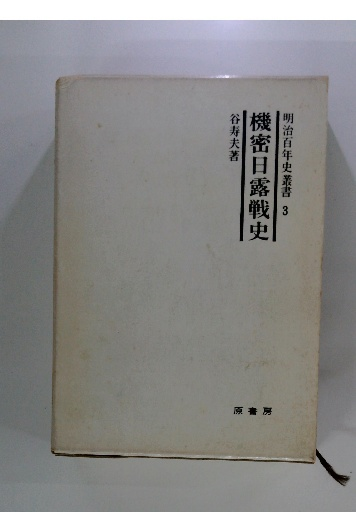 明治百年史叢書 3
機密日露戦史
谷寿夫著
原書房